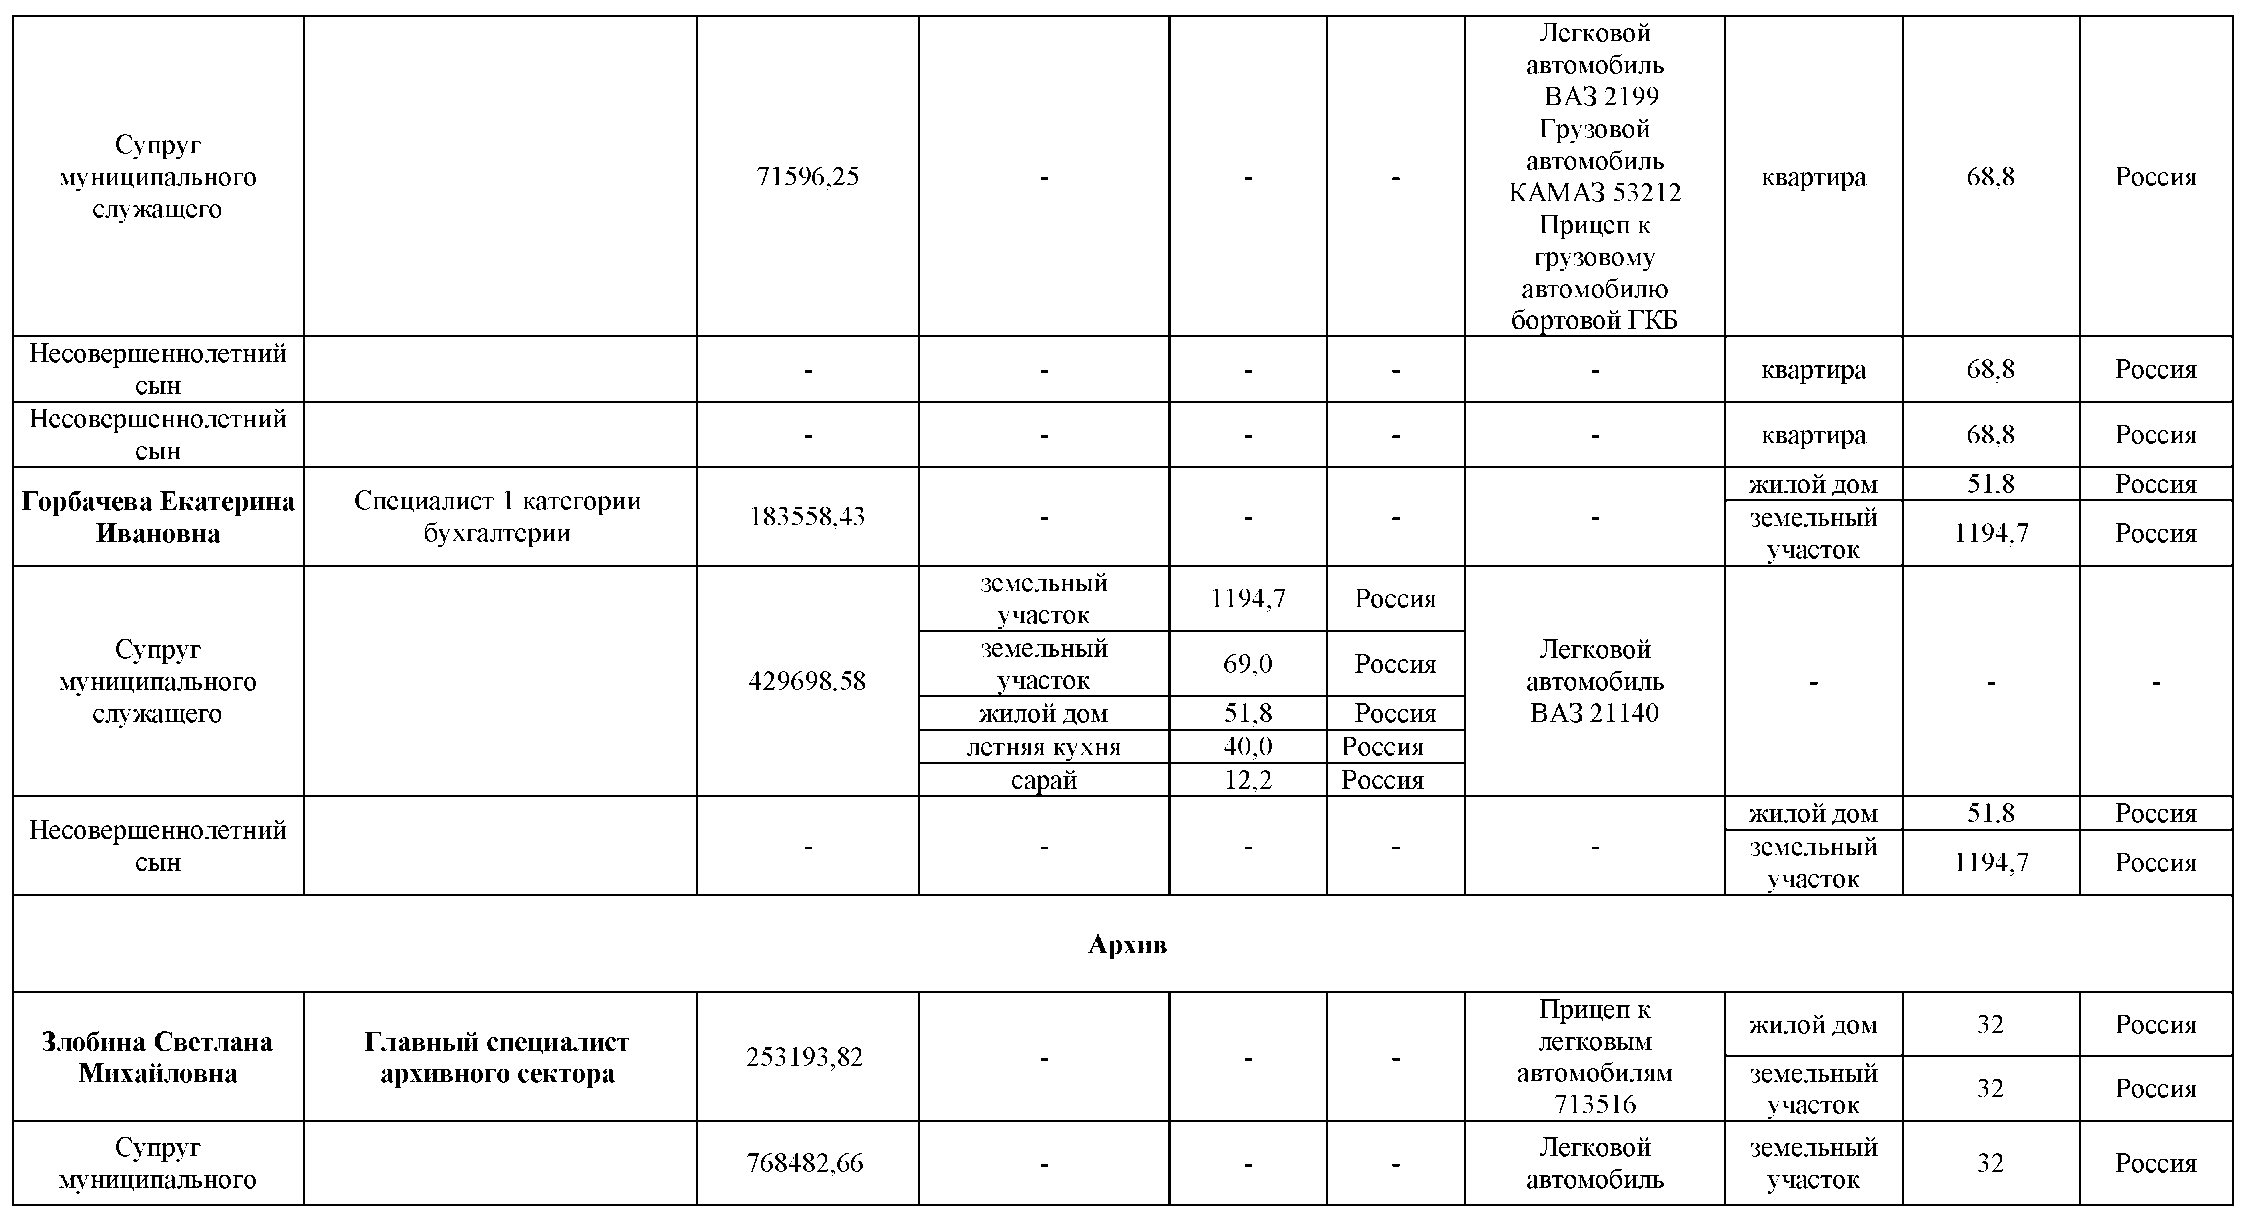 Супруг
муниципального
служащего
71596,25
-
-
-
Легковой
автомобиль
ВАЗ 2199
Грузовой
автомобиль
КАМАЗ 53212
Прицеп к
грузовому
автомобилю
бортовой ГКБ
квартира
68,8
Россия
Несовершеннолетний
сын
-
-
-
-
-
квартира
68,8
Россия
Несовершеннолетний
сын
-
-
-
-
-
квартира
68,8
Россия
Горбачева Екатерина
Ивановна
Специалист 1 категории
бухгалтерии
183558,43
-
-
-
-
жилой дом
51,8
Россия
земельный
участок
1194,7
Россия
Супруг
муниципального
служащего
429698,58
земельный
участок
1194,7
Россия
земельный
участок
69,0
Россия
жилой дом
51,8
Россия
летняя кухня
40,0
Россия
сарай
12,2
Россия
Легковой
автомобиль
ВАЗ 21140
-
-
-
Несовершеннолетний
сын
-
-
-
-
-
жилой дом
51,8
Россия
земельный
участок
1194,7
Россия
Архив
Злобина Светлана
Михайловна
Главный специалист
архивного сектора
253193,82
-
-
-
Прицеп к
легковым
автомобилям
713516
жилой дом
32
Россия
земельный
участок
32
Россия
Супруг
муниципального
768482,66
-
-
-
Легковой
автомобиль
земельный
участок
32
Россия